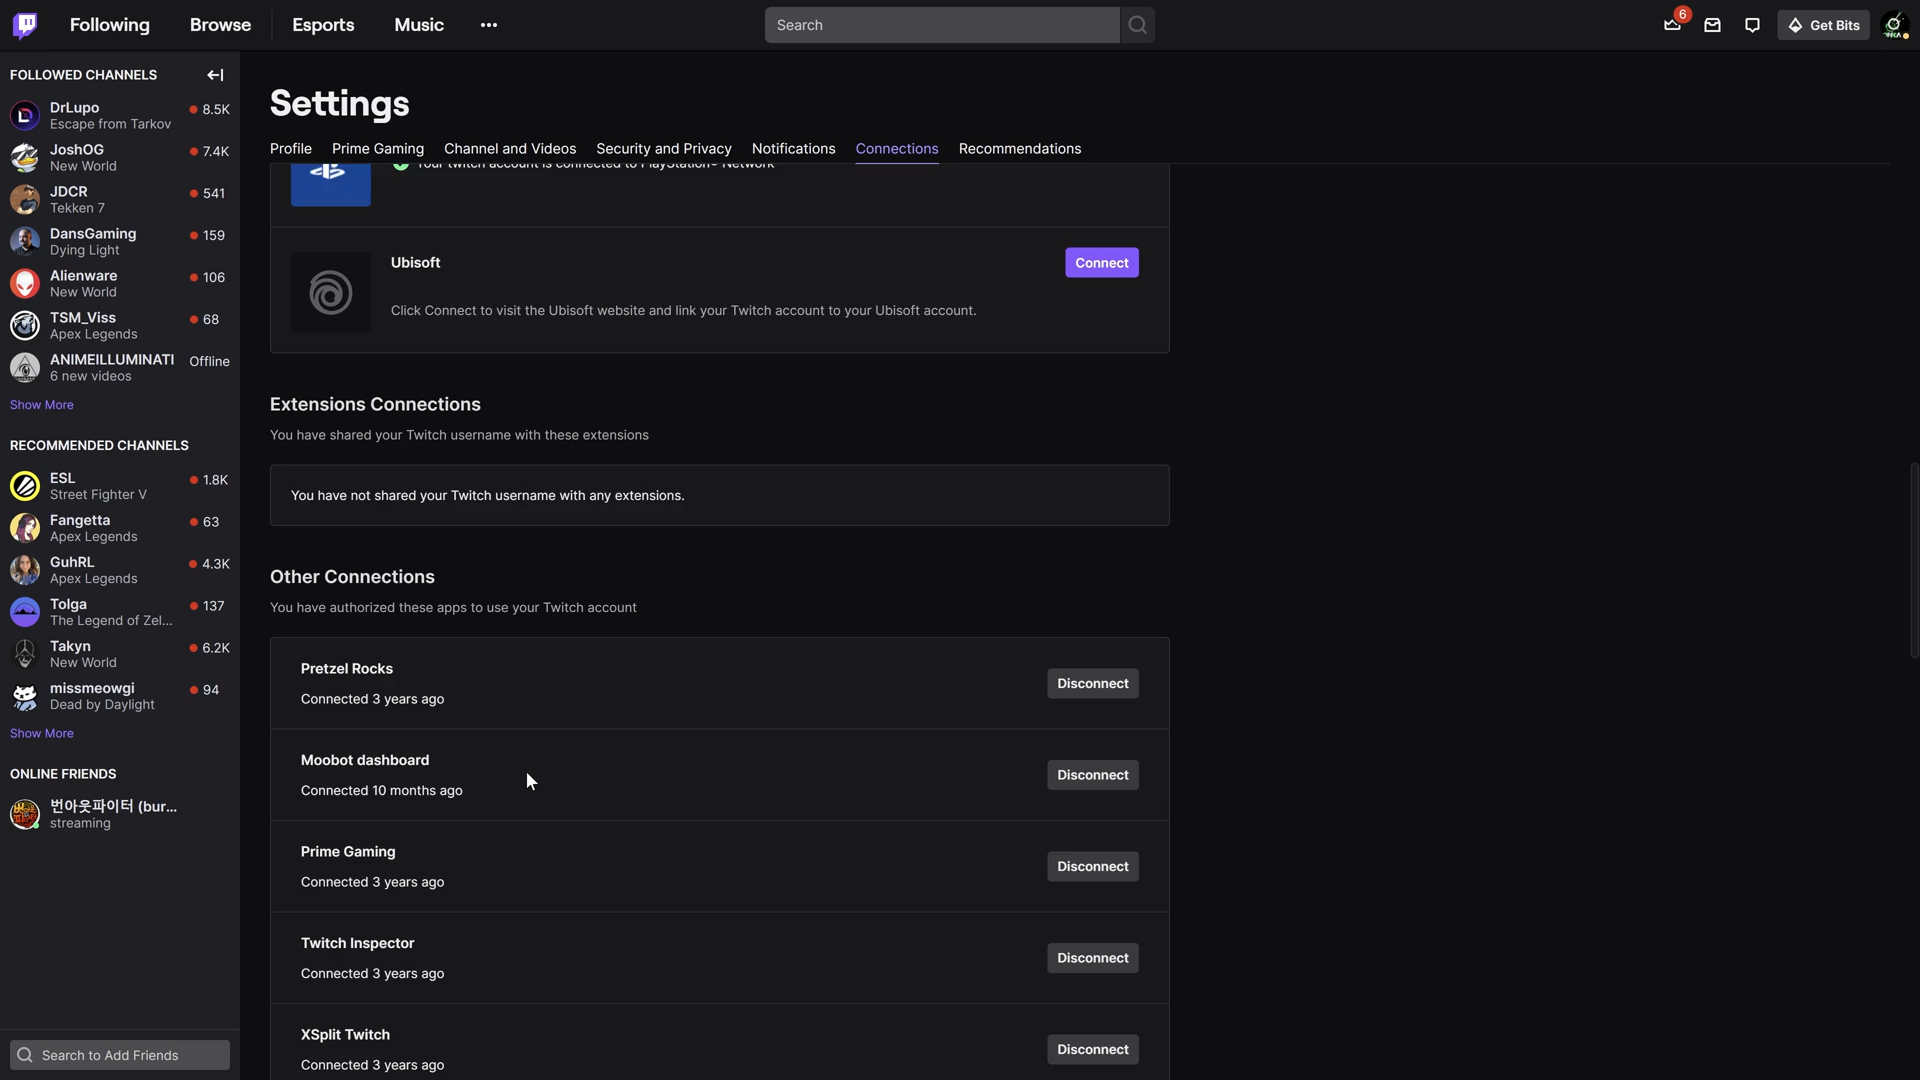 Following
Browse
Esports
Music
Search
6
Get Bits
FOLLOWED CHANNELS
DrLupo
8.5K
Escape from Tarkov
JoshOG
7.4K
New World
JDCR
541
Tekken 7
DansGaming
159
Dying Light
Alienware
106
New World
TSM_Viss
68
Apex Legends
ANIMEILLUMINATI
Offline
6 new videos
Show More
RECOMMENDED CHANNELS
ESL
1.8K
Street Fighter V
Fangetta
63
Apex Legends
GuhRL
4.3K
Apex Legends
Tolga
137
The Legend of Zel...
Takyn
6.2K
New World
missmeowgi
94
Dead by Daylight
Show More
ONLINE FRIENDS
번아웃파이터 (bur...
streaming
Search to Add Friends
Settings
Profile
Prime Gaming
Channel and Videos
Security and Privacy
Notifications
Connections
Recommendations
Your twitch account is connected to PlayStation™ Network
Ubisoft
Connect
Click Connect to visit the Ubisoft website and link your Twitch account to your Ubisoft account.
Extensions Connections
You have shared your Twitch username with these extensions
You have not shared your Twitch username with any extensions.
Other Connections
You have authorized these apps to use your Twitch account
Pretzel Rocks
Connected 3 years ago
Disconnect
Moobot dashboard
Connected 10 months ago
Disconnect
Prime Gaming
Connected 3 years ago
Disconnect
Twitch Inspector
Connected 3 years ago
Disconnect
XSplit Twitch
Connected 3 years ago
Disconnect